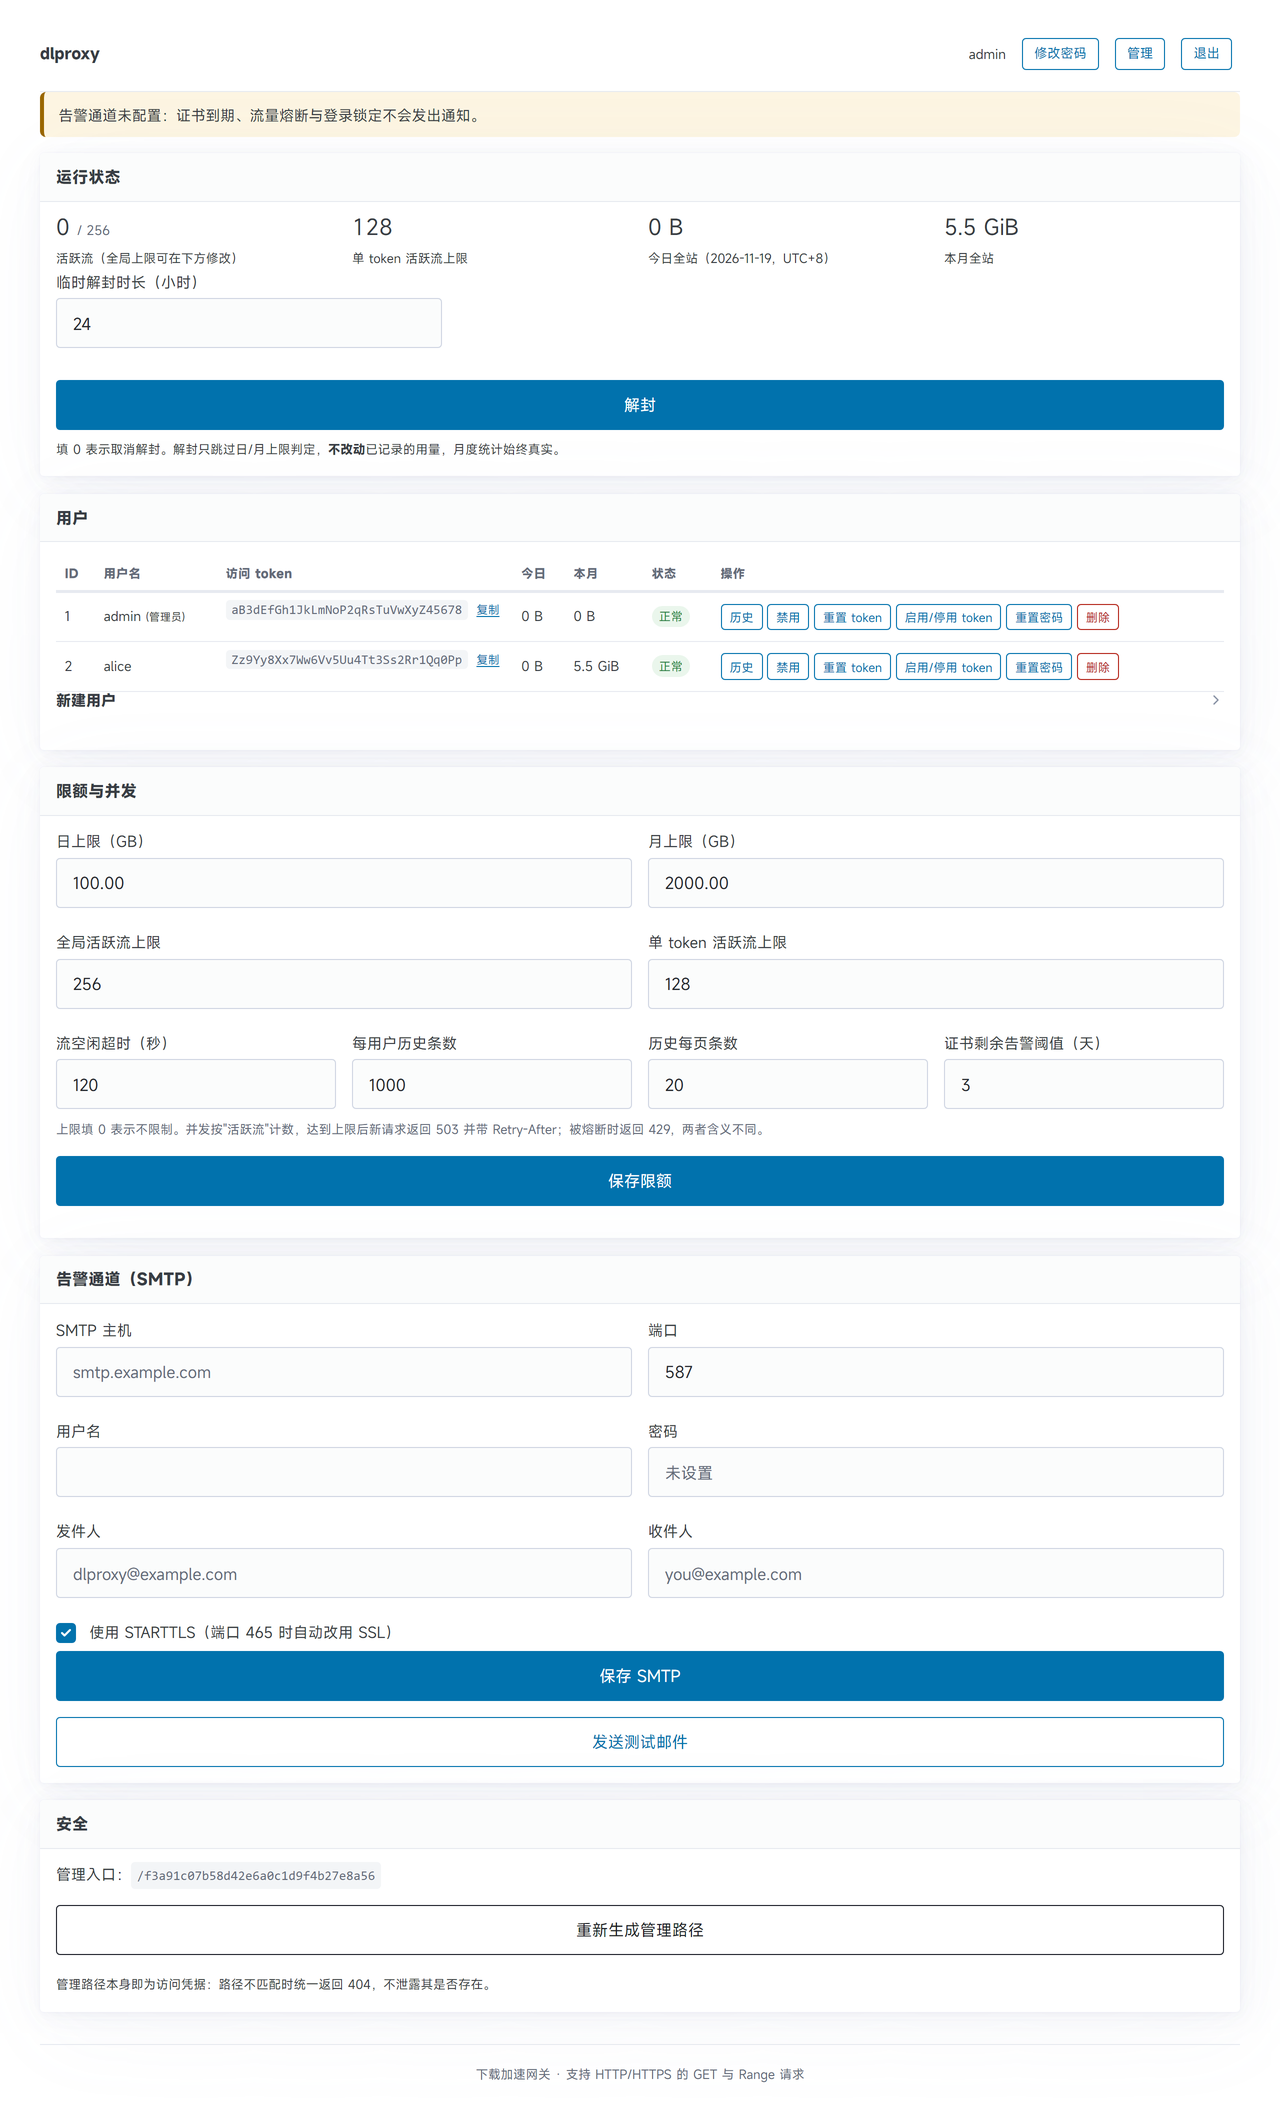 dlproxy
admin 修改密码 管理 退出
告警通道未配置：证书到期、流量熔断与登录锁定不会发出通知。
运行状态
0 / 256 128 0 B 5.5 GiB
活跃流（全局上限可在下方修改） 单 token 活跃流上限 今日全站（2026-11-19，UTC+8） 本月全站
临时解封时长（小时）
24
解封
填 0 表示取消解封。解封只跳过日/月上限判定，不改动已记录的用量，月度统计始终真实。
用户
ID 用户名 访问 token 今日 本月 状态 操作
1 admin (管理员) aB3dEfGh1JkLmNoP2qRsTuVwXyZ45678 复制 0 B 0 B 正常 历史 禁用 重置 token 启用/停用 token 重置密码 删除
2 alice Zz9Yy8Xx7Ww6Vv5Uu4Tt3Ss2Rr1Qq0Pp 复制 0 B 5.5 GiB 正常 历史 禁用 重置 token 启用/停用 token 重置密码 删除
新建用户
限额与并发
日上限（GB） 月上限（GB）
100.00 2000.00
全局活跃流上限 单 token 活跃流上限
256 128
流空闲超时（秒） 每用户历史条数 历史每页条数 证书剩余告警阈值（天）
120 1000 20 3
上限填 0 表示不限制。并发按"活跃流"计数，达到上限后新请求返回 503 并带 Retry-After；被熔断时返回 429，两者含义不同。
保存限额
告警通道（SMTP）
SMTP 主机 端口
smtp.example.com 587
用户名 密码
未设置
发件人 收件人
dlproxy@example.com you@example.com
使用 STARTTLS（端口 465 时自动改用 SSL）
保存 SMTP
发送测试邮件
安全
管理入口： /f3a91c07b58d42e6a0c1d9f4b27e8a56
重新生成管理路径
管理路径本身即为访问凭据：路径不匹配时统一返回 404，不泄露其是否存在。
下载加速网关 · 支持 HTTP/HTTPS 的 GET 与 Range 请求